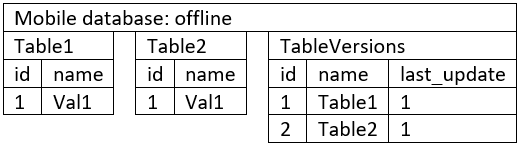 Mobile database: offline
Table1 Table2 TableVersions
id name id name id name last_update
1 Val1 1 Val1 1 Table1 1
2 Table2 1